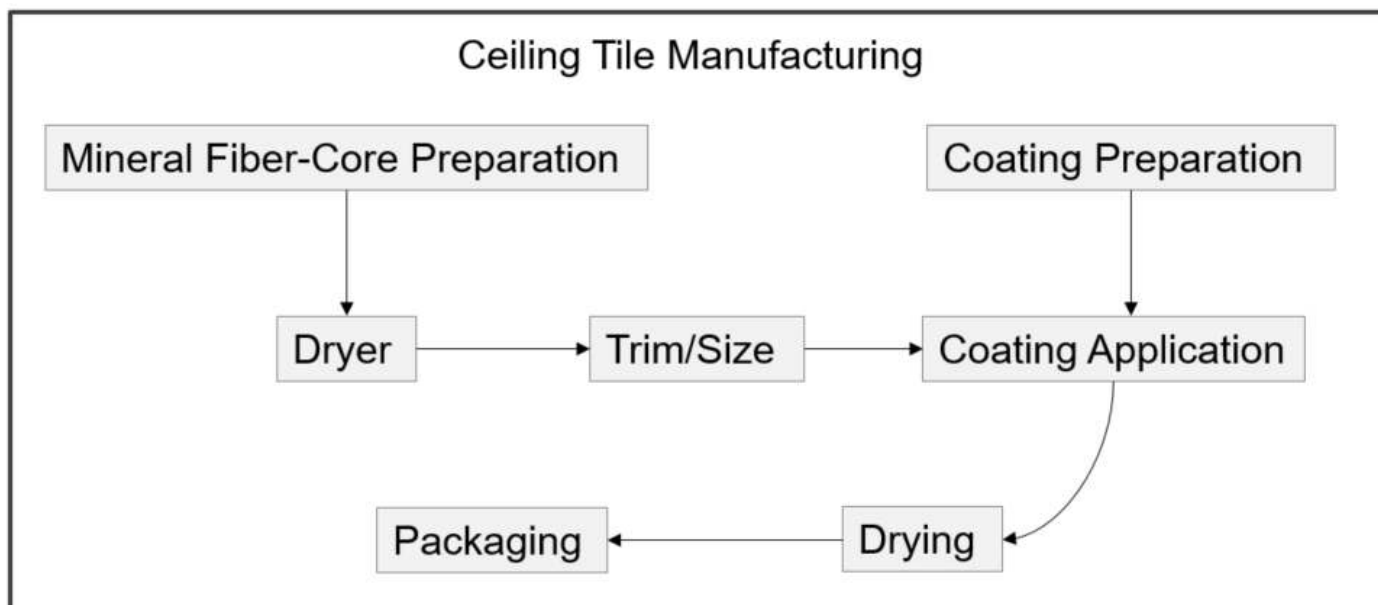 Ceiling Tile Manufacturing
Mineral Fiber-Core Preparation
Coating Preparation
Dryer
Trim/Size
Coating Application
Packaging
Drying